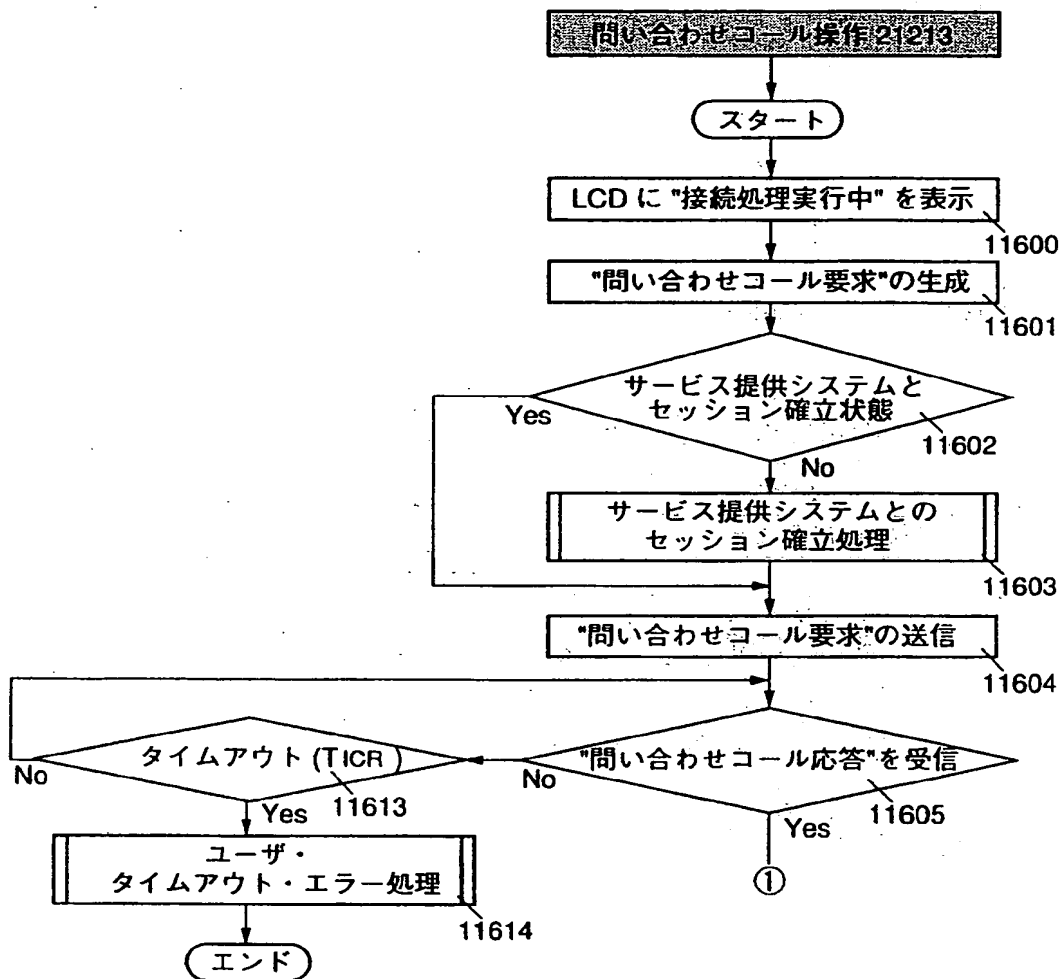 問い合わせコール操作 21213
スタート
LCD に "接続処理実行中" を表示
11600
"問い合わせコール要求"の生成
11601
サービス提供システムと
セッション確立状態
Yes
11602
No
サービス提供システムとの
セッション確立処理
11603
"問い合わせコール要求"の送信
11604
タイムアウト (TICR)
No
11613
Yes
"問い合わせコール応答"を受信
No
11605
Yes
①
ユーザ・
タイムアウト・エラー処理
11614
エンド